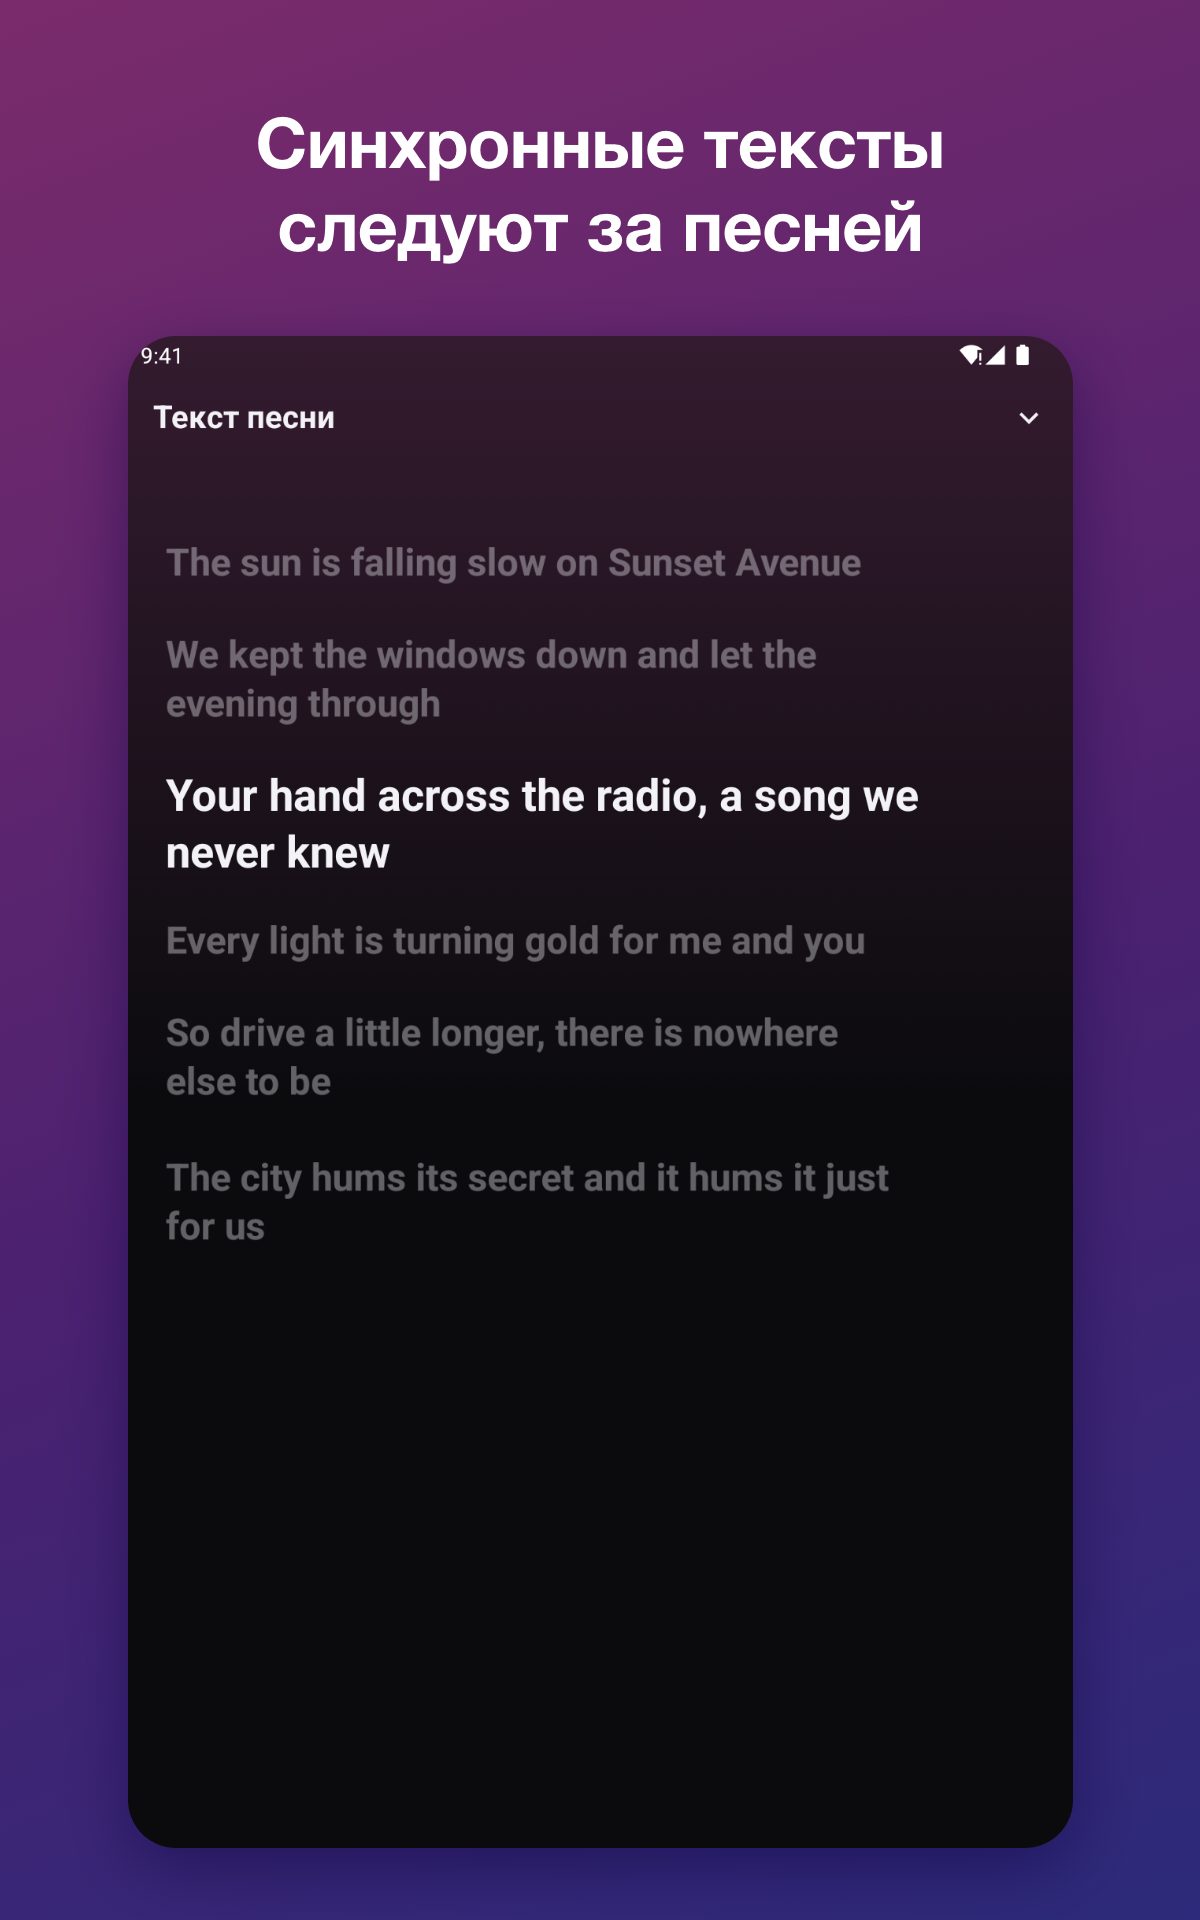 Синхронные тексты
следуют за песней
9:41
Текст песни
The sun is falling slow on Sunset Avenue
We kept the windows down and let the
evening through
Your hand across the radio, a song we
never knew
Every light is turning gold for me and you
So drive a little longer, there is nowhere
else to be
The city hums its secret and it hums it just
for us